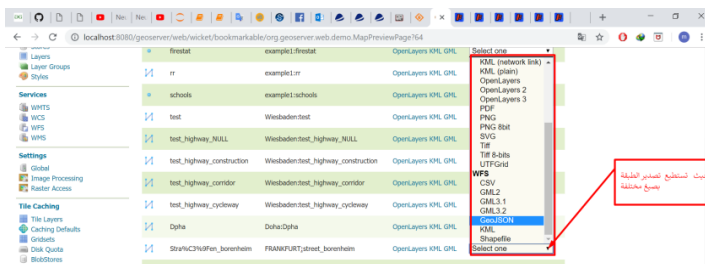 Nei
Ne
localhost:8080/geoserver/web/wicket/bookmarkable/org.geoserver.web.demo.MapPreviewPage?64
Layers
Layer Groups
Styles
Services
WMTS
WCS
WFS
WMS
Settings
Global
Image Processing
Raster Access
Tile Caching
Tile Layers
Caching Defaults
Gridsets
Disk Quota
BlobStores
firestat example1:firestat OpenLayers KML GML Select one
rr example1:rr OpenLayers KML GML
schools example1:schools OpenLayers KML GML
test Wiesbaden:test OpenLayers KML GML
test_highway_NULL Wiesbaden:test_highway_NULL OpenLayers KML GML
test_highway_construction Wiesbaden:test_highway_construction OpenLayers KML GML
test_highway_corridor Wiesbaden:test_highway_corridor OpenLayers KML GML
test_highway_cycleway Wiesbaden:test_highway_cycleway OpenLayers KML GML
Dpha Doha:Dpha OpenLayers KML GML
Stra%C3%9Fen_borenheim FRANKFURT;street_borenheim OpenLayers KML GML Select one
KML (network link)
KML (plain)
OpenLayers
OpenLayers 2
OpenLayers 3
PDF
PNG
PNG 8bit
SVG
Tiff
Tiff 8-bits
UTFGrid
WFS
CSV
GML2
GML3.1
GML3.2
GeoJSON
KML
Shapefile
حيث تستطيع تصدير الطبقة
بصيغ مختلفة